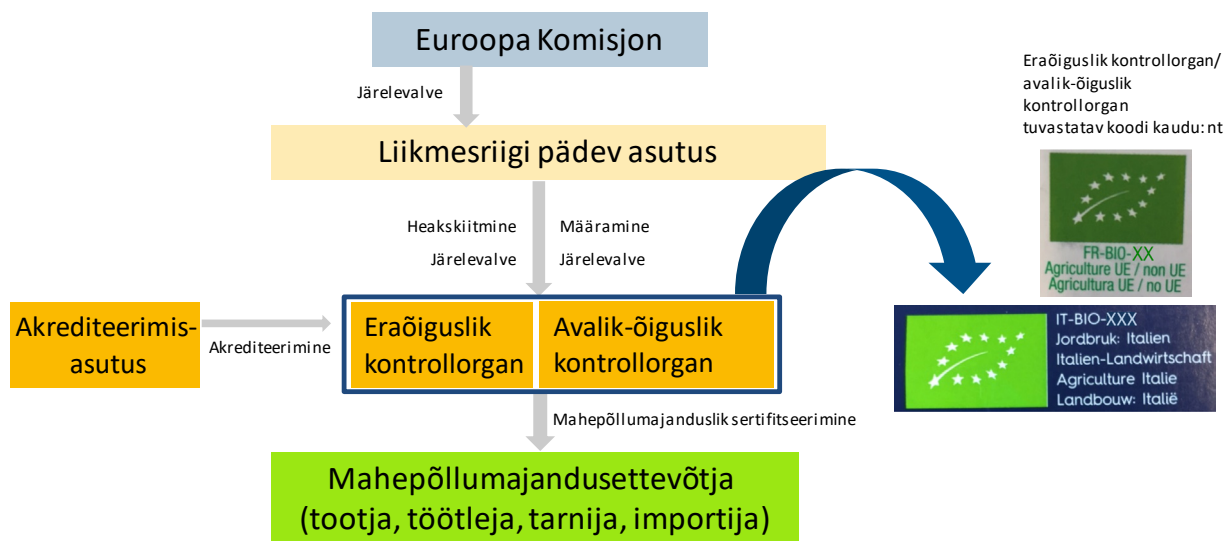 Euroopa Komisjon
Järelevalve
Liikmesriigi pädev asutus
Heakskiitmine
Määramine
Järelevalve
Järelevalve
Akrediteerimis-
asutus
Akrediteerimine
Eraõiguslik
kontrollorgan
Avalik-õiguslik
kontrollorgan
Mahepõllumajanduslik sertifitseerimine
Mahepõllumajandusettevõtja
(tootja, töötleja, tarnija, importija)
Eraõiguslik kontrollorgan/
avalik-õiguslik
kontrollorgan
tuvastatav koodi kaudu: nt
FR-BIO-XX
Agriculture UE / non UE
Agricultura UE / no UE
IT-BIO-XXX
Jordbruk: Italien
Italien-Landwirtschaft
Agriculture Italie
Landbouw: Italië